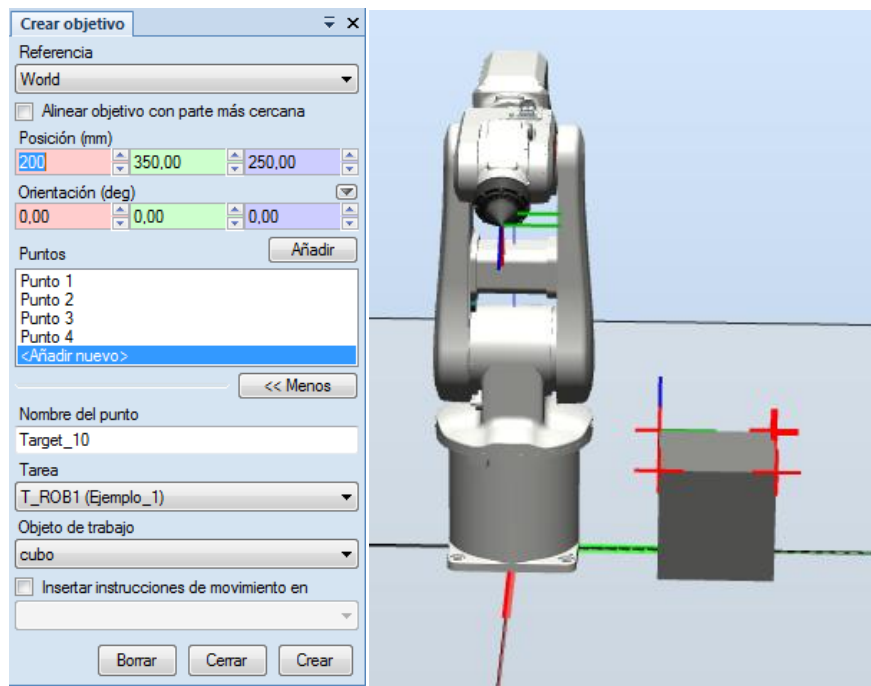 Crear objetivo
Referencia
World
Alinear objetivo con parte más cercana
Posición (mm)
200 350,00 250,00
Orientación (deg)
0,00 0,00 0,00
Puntos Añadir
Punto 1
Punto 2
Punto 3
Punto 4
<Añadir nuevo>
<< Menos
Nombre del punto
Target_10
Tarea
T_ROB1 (Ejemplo_1)
Objeto de trabajo
cubo
Insertar instrucciones de movimiento en
Borrar Cerrar Crear